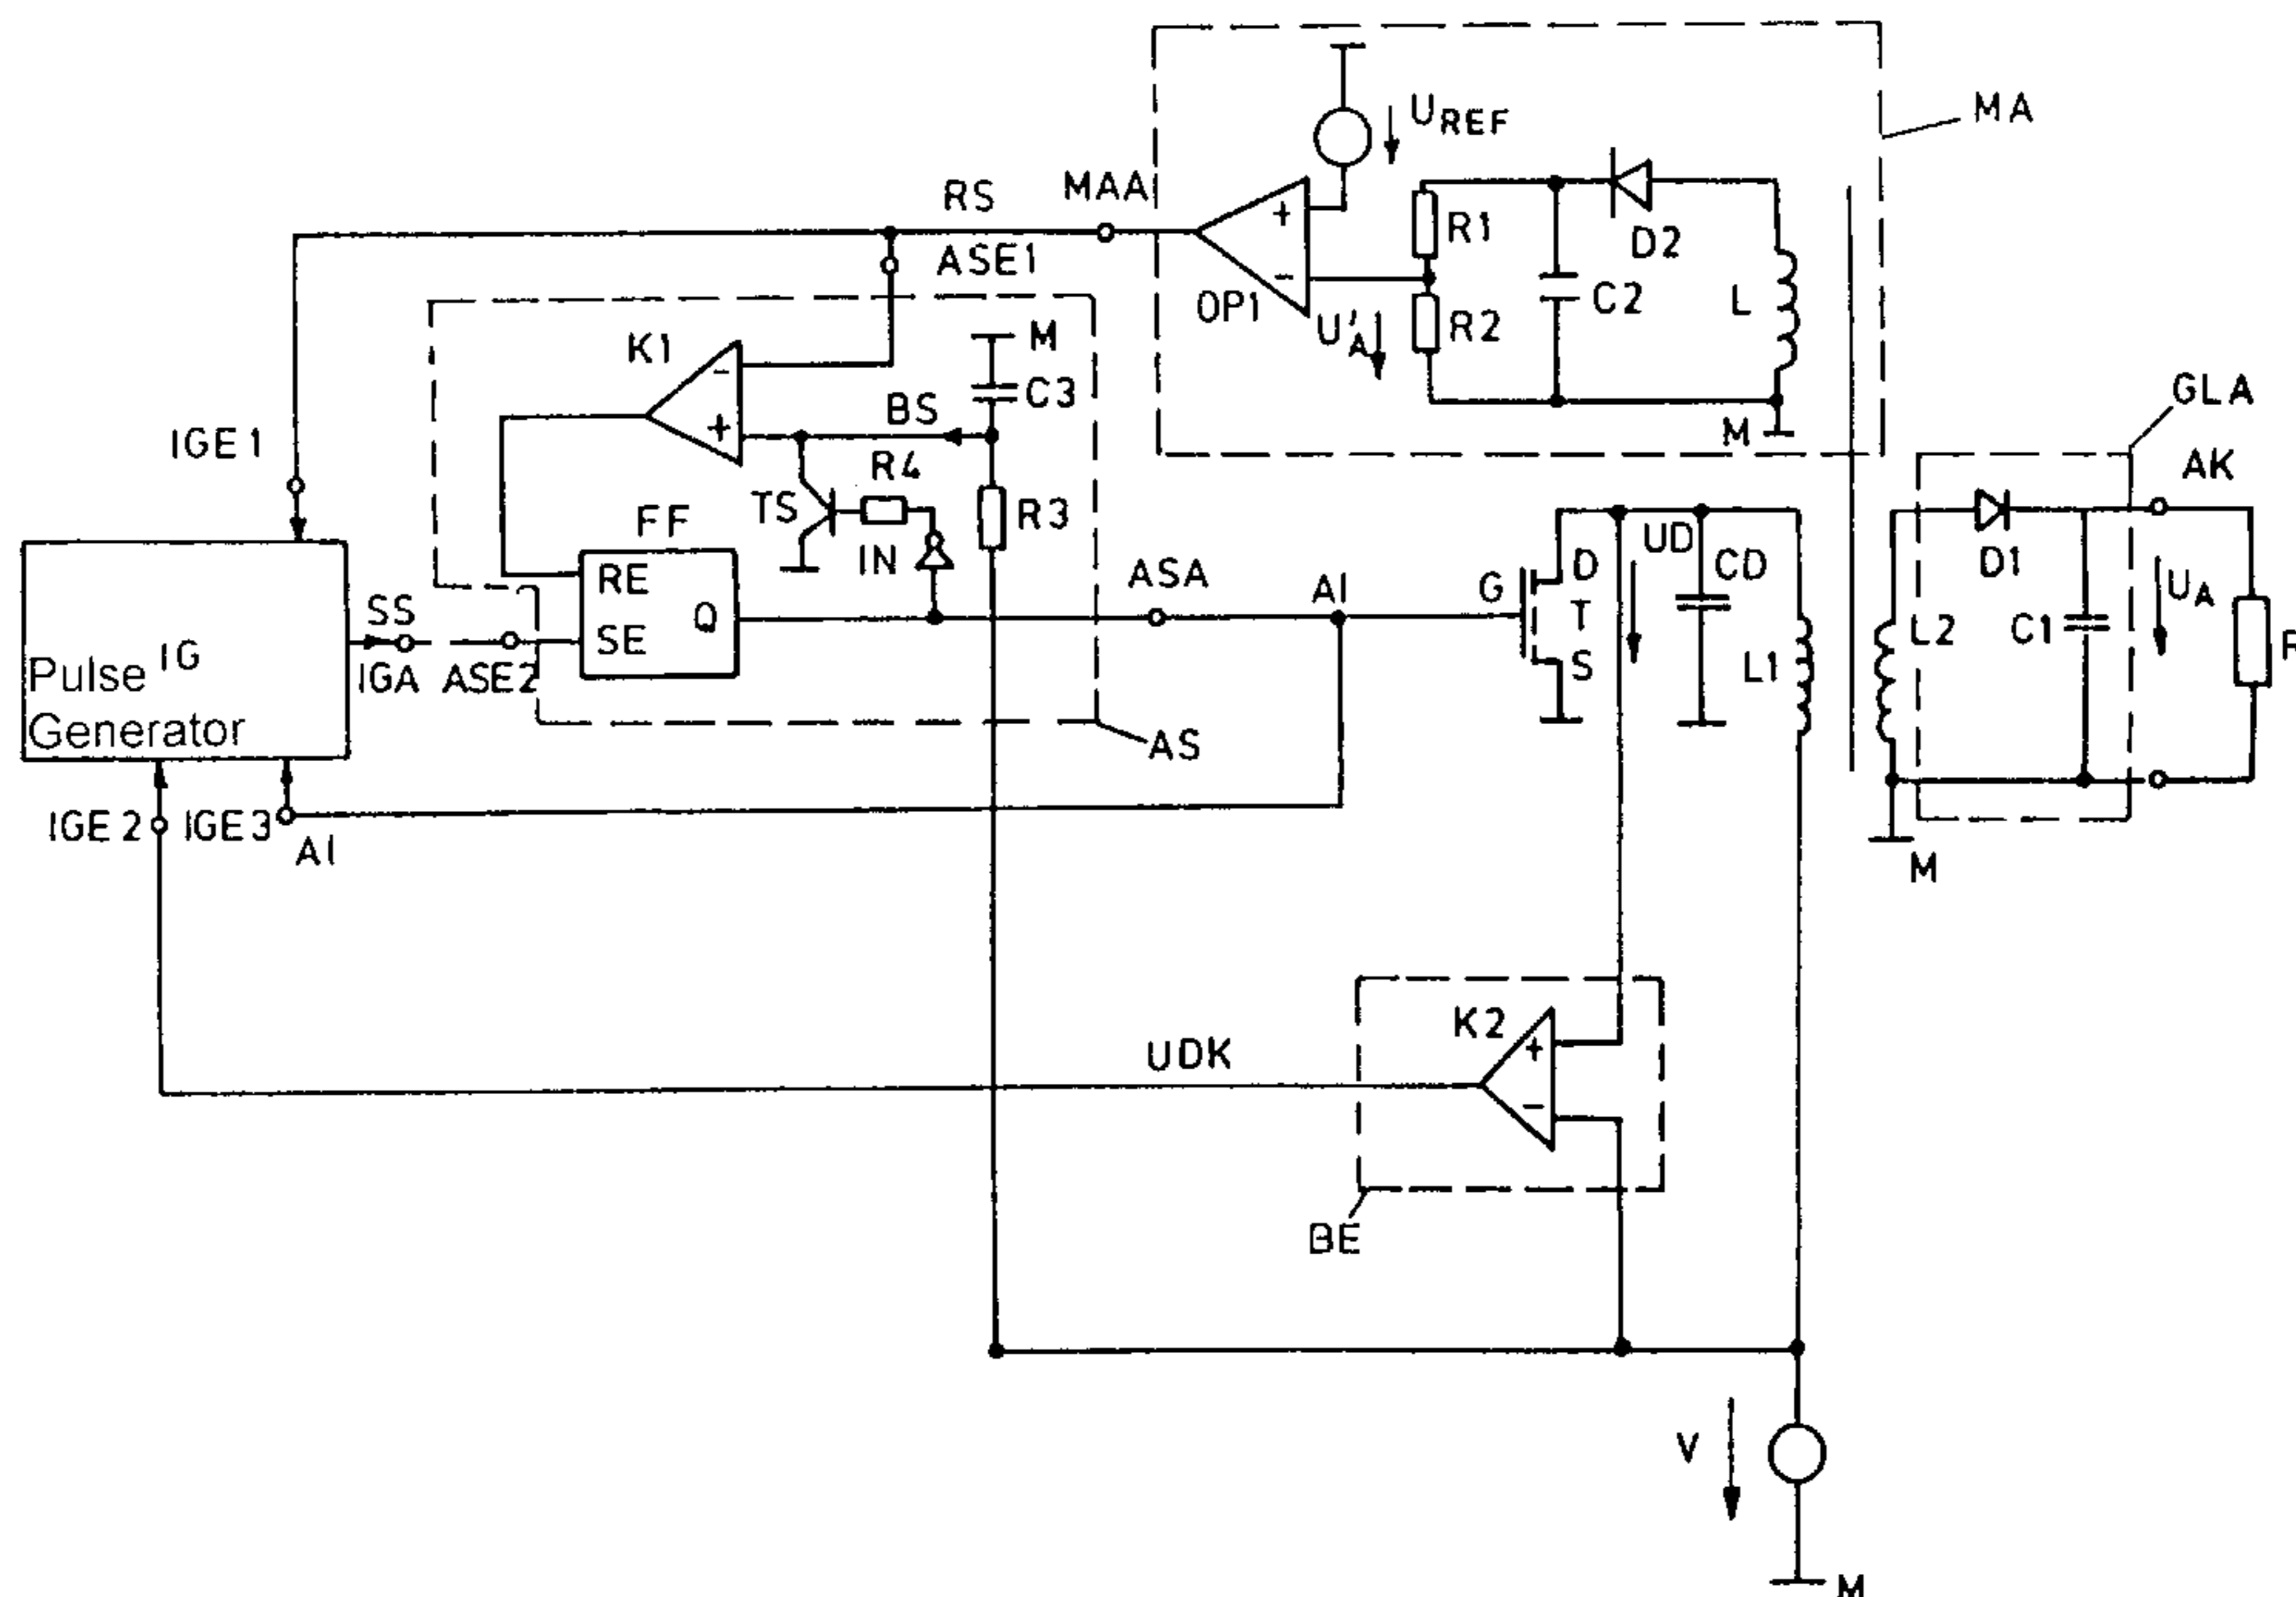 MA
U REF
RS
MAA
+
R1
D2
ASE1
-
C2
L
OP1
U'A
R2
K1
M
-
C3
GLA
BS
+
M
AK
IGE1
R4
TS
R3
FF
IN
UD
CD
D
D1
RE
ASA
AI
G
UA
SS
Q
T
L2
C1
R
IG
SE
S
L1
Pulse
IGA
ASE2
Generator
AS
IGE2
IGE3
AI
M
K2
+
UDK
-
BE
V
M